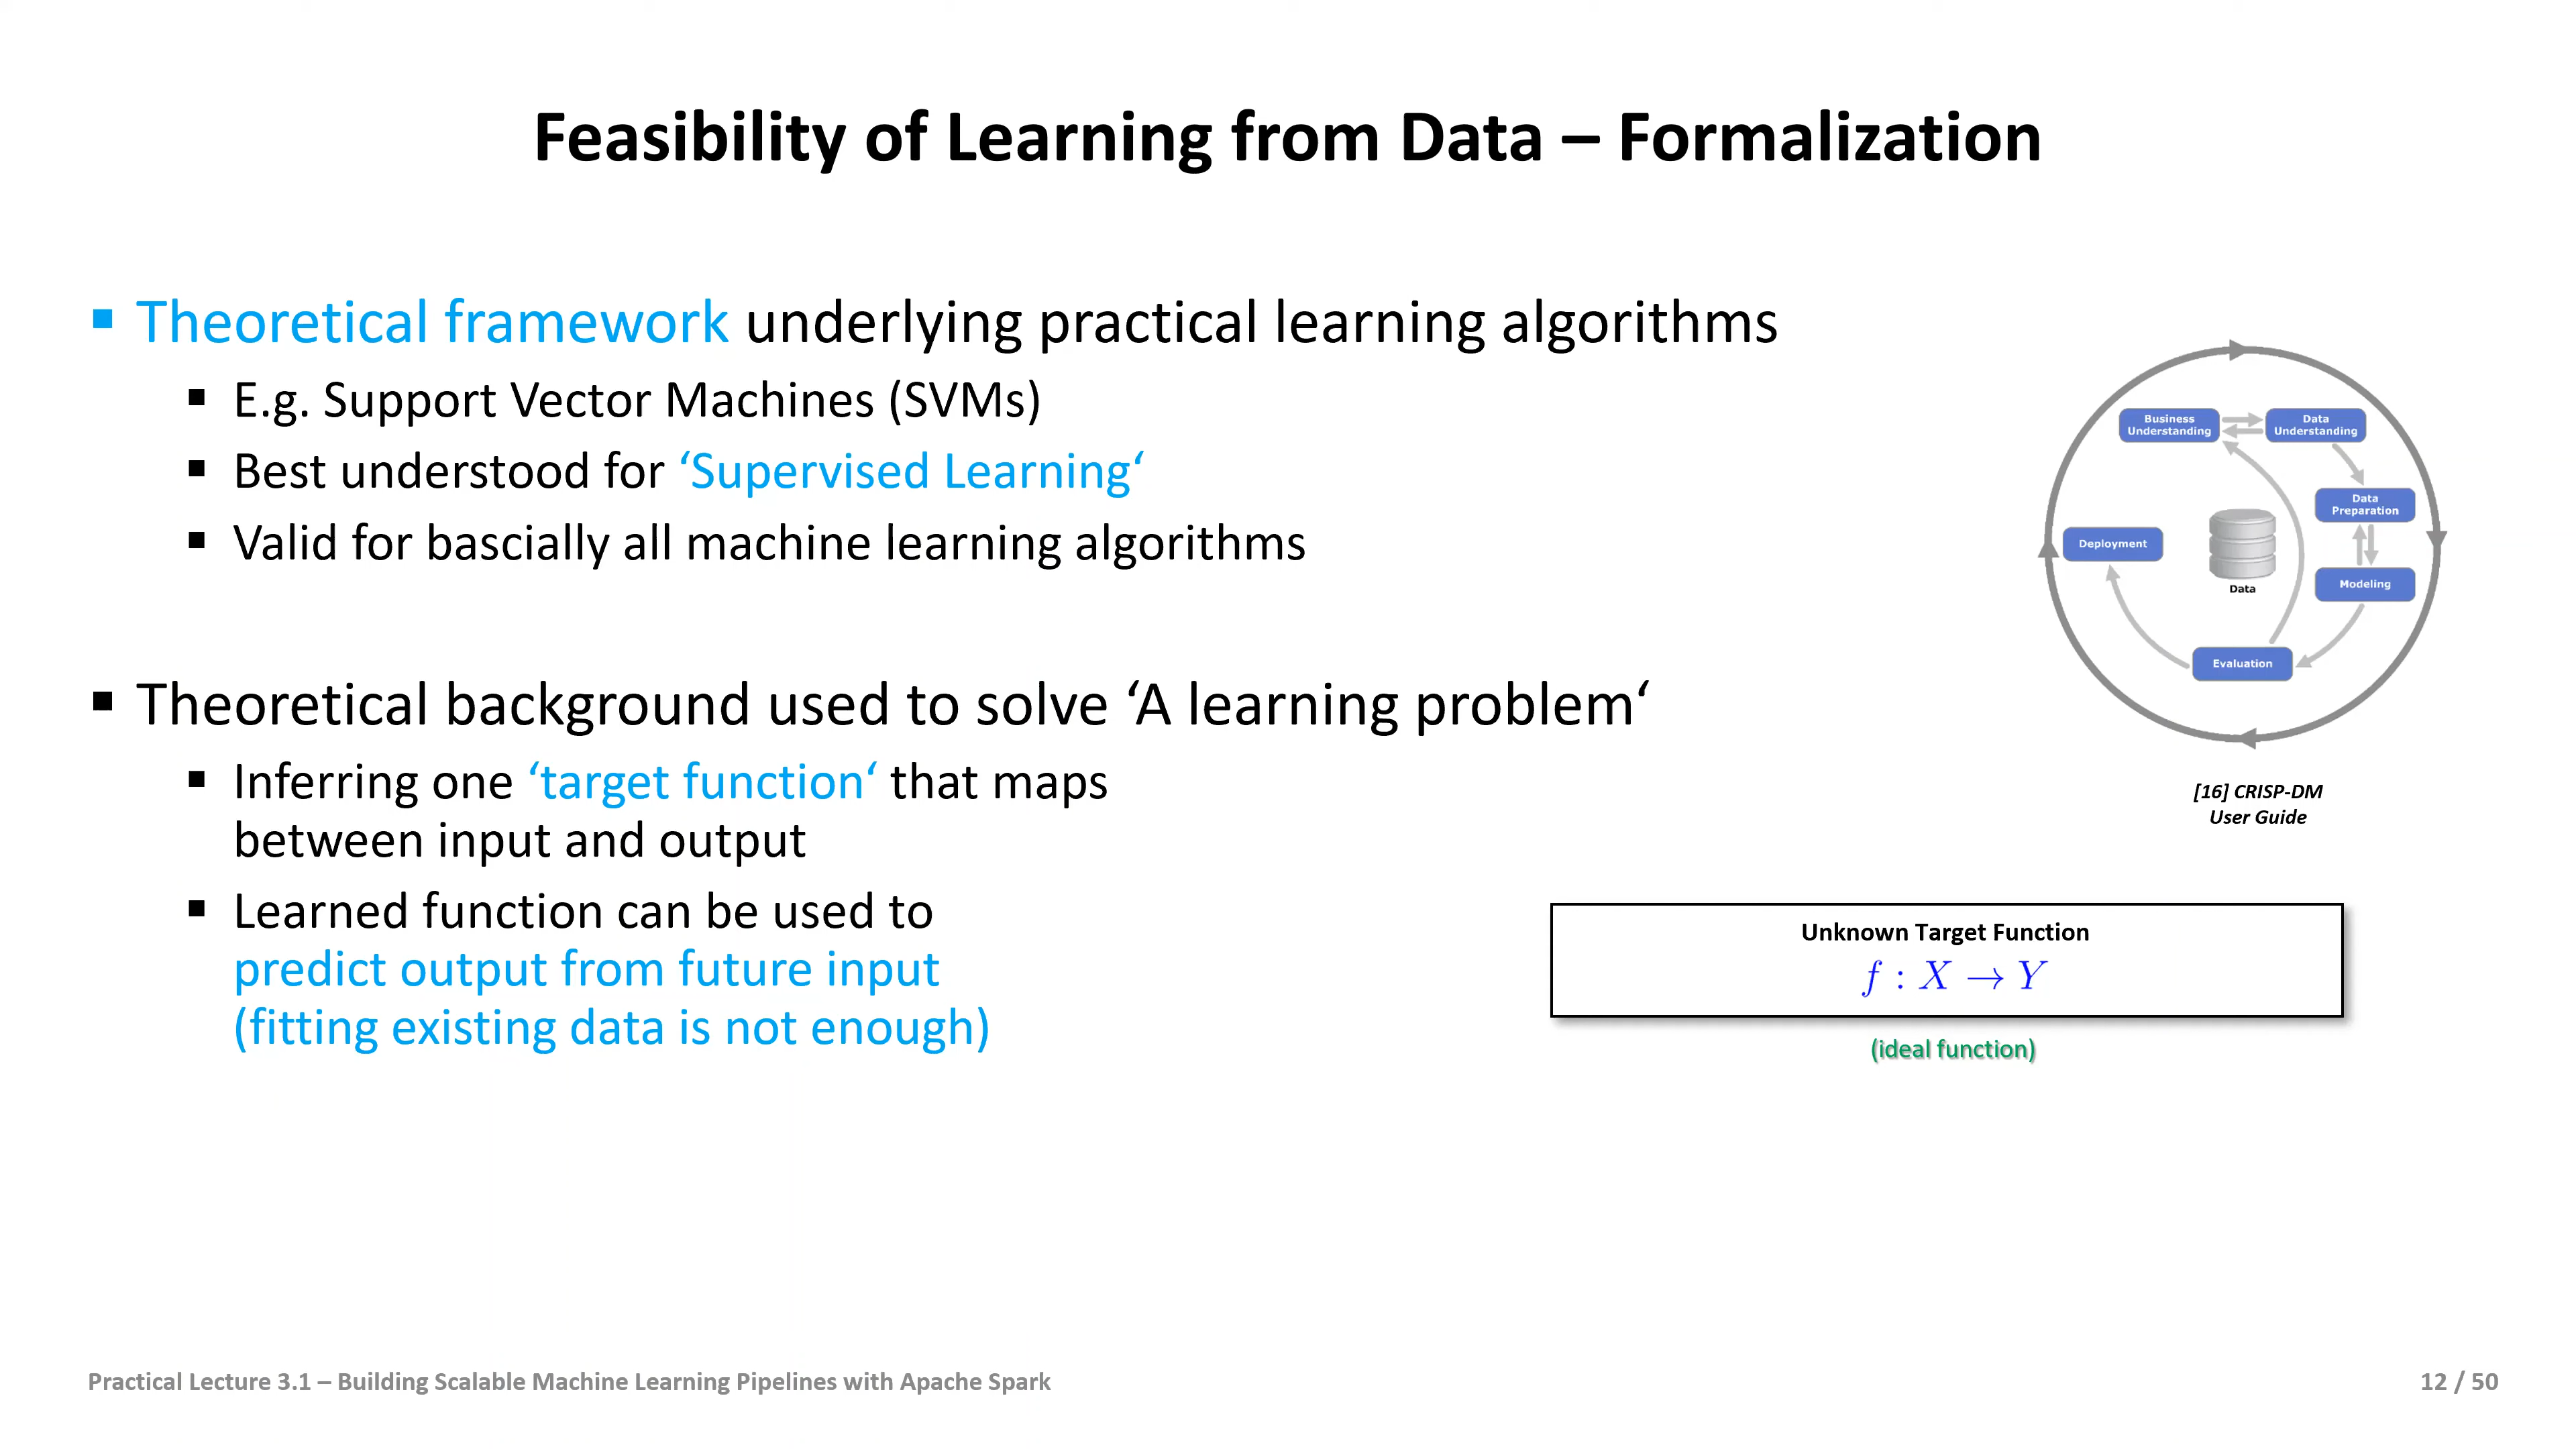 Feasibility of Learning from Data – Formalization
Theoretical framework underlying practical learning algorithms
E.g. Support Vector Machines (SVMs)
Best understood for ‘Supervised Learning‘
Valid for bascially all machine learning algorithms
Theoretical background used to solve ‘A learning problem‘
Inferring one ‘target function‘ that maps
between input and output
Learned function can be used to
predict output from future input
(fitting existing data is not enough)
Business
Understanding
Data
Understanding
Data
Preparation
Deployment
Data
Modeling
Evaluation
[16] CRISP-DM
User Guide
Unknown Target Function
f : X → Y
(ideal function)
Practical Lecture 3.1 – Building Scalable Machine Learning Pipelines with Apache Spark
12 / 50